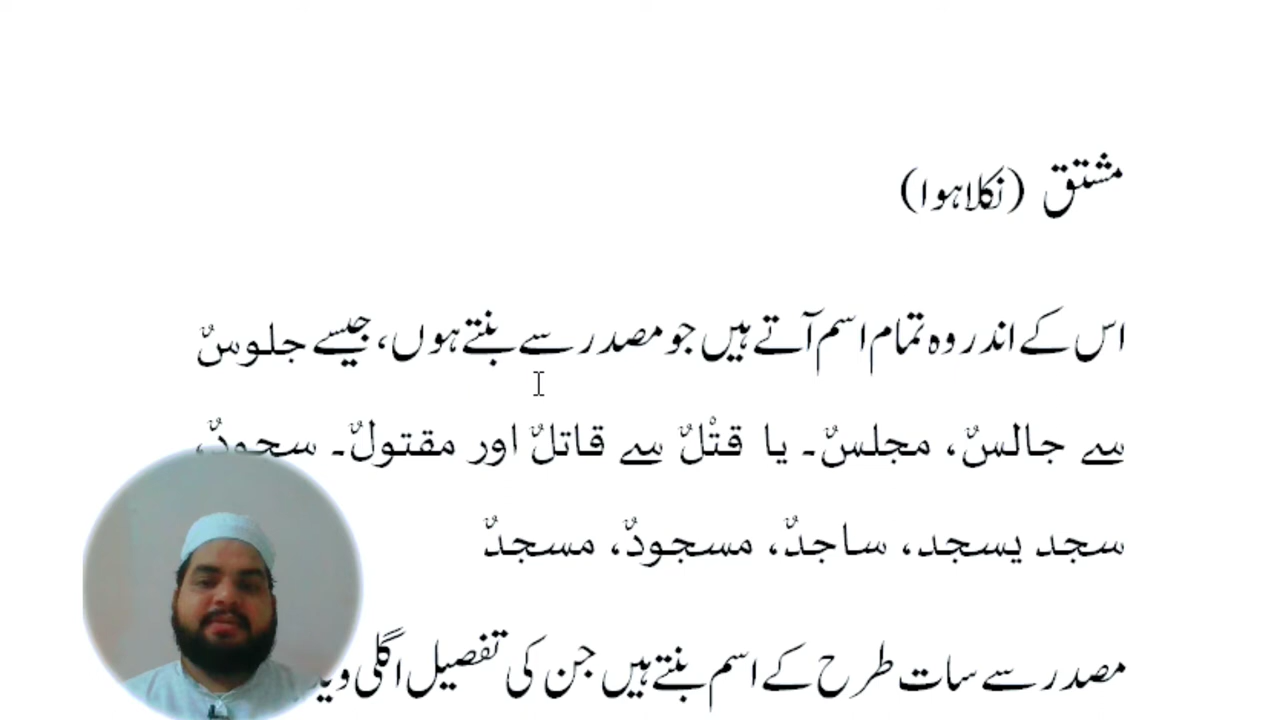 مشتق (نکلا ہوا)
اس کے اندر وہ تمام اسم آتے ہیں جو مصدر سے بنتے ہوں، جیسے جلوسٌ
سے جالسٌ، مجلسٌ۔ یا قتْلٌ سے قاتلٌ اور مقتولٌ۔ سجودٌ،
سجد یسجد، ساجدٌ، مسجودٌ، مسجدٌ
مصدر سے سات طرح کے اسم بنتے ہیں جن کی تفصیل اگلی